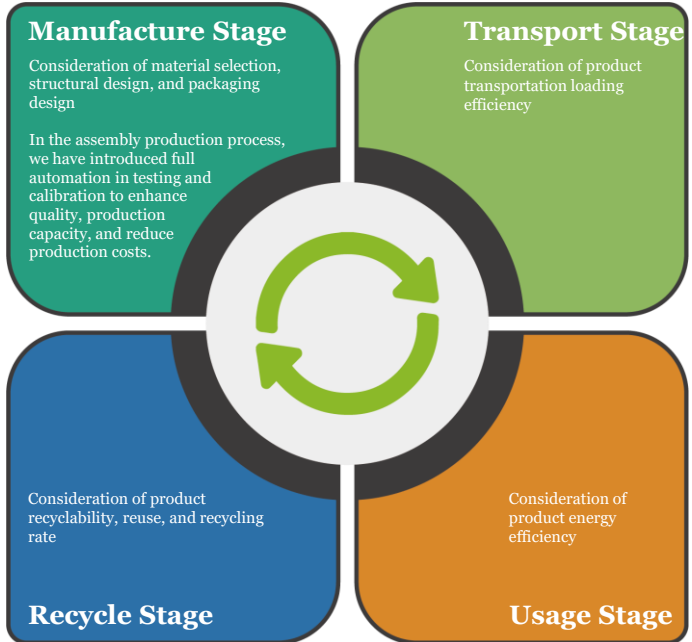 Manufacture Stage
Consideration of material selection,
structural design, and packaging
design
In the assembly production process,
we have introduced full
automation in testing and
calibration to enhance
quality, production
capacity, and reduce
production costs.
Transport Stage
Consideration of product
transportation loading
efficiency
Consideration of product
recyclability, reuse, and recycling
rate
Recycle Stage
Consideration of
product energy
efficiency
Usage Stage